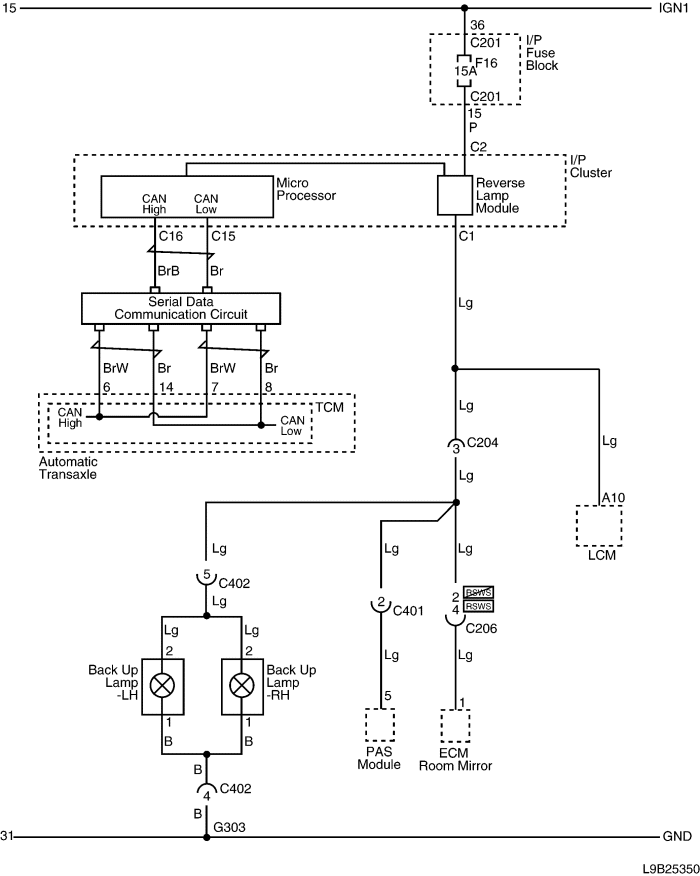 15
IGN1
36
C201
I/P
Fuse
Block
F16
15A
C201
15
P
C2
I/P
Cluster
Micro
Processor
CAN
High
CAN
Low
Reverse
Lamp
Module
C16
C15
C1
BrB
Br
Serial Data
Communication Circuit
Lg
BrW
Br
BrW
Br
6
14
7
8
TCM
CAN
High
CAN
Low
Automatic
Transaxle
Lg
3
C204
Lg
Lg
A10
LCM
Lg
Lg
Lg
5
C402
Lg
2
C401
2
RSWS
4
RSWS
C206
Lg
Lg
2
2
Back Up
Lamp
-LH
Back Up
Lamp
-RH
Lg
Lg
1
1
B
B
5
1
PAS
Module
ECM
Room Mirror
B
4
C402
B
G303
31
GND
L9B25350